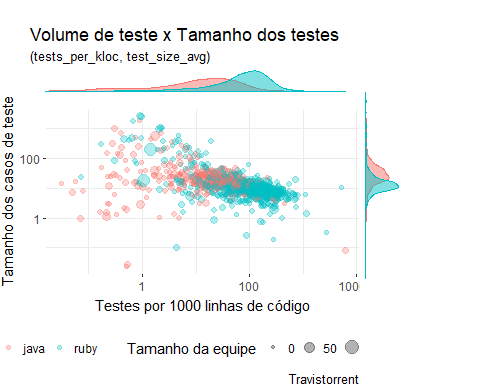 Volume de teste x Tamanho dos testes
(tests_per_kloc, test_size_avg)
Tamanho dos casos de teste
100
1
1
100
100
Testes por 1000 linhas de código
java
ruby
Tamanho da equipe
0
50
100
Travistorrent